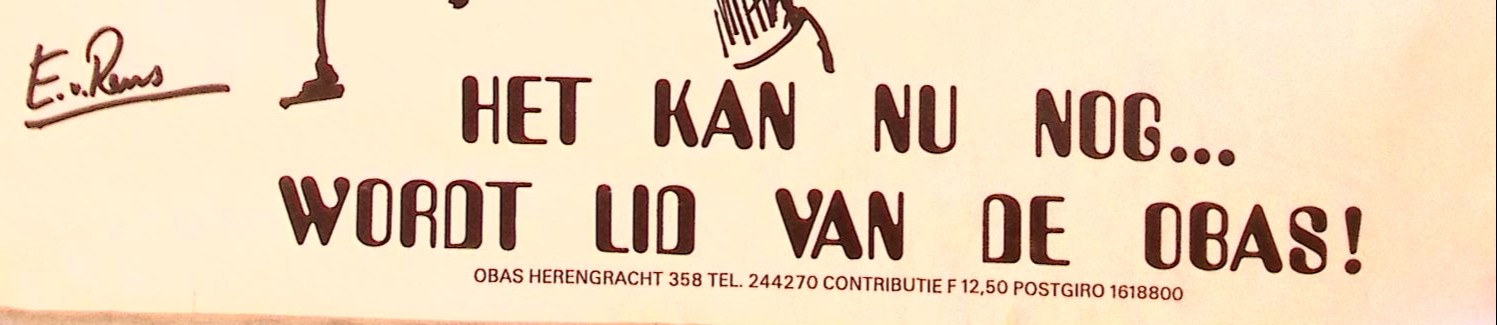 E.v.Rens
HET KAN NU NOG...
WORDT LID VAN DE OBAS!
OBAS HERENGRACHT 358 TEL. 244270 CONTRIBUTIE F 12,50 POSTGIRO 1618800